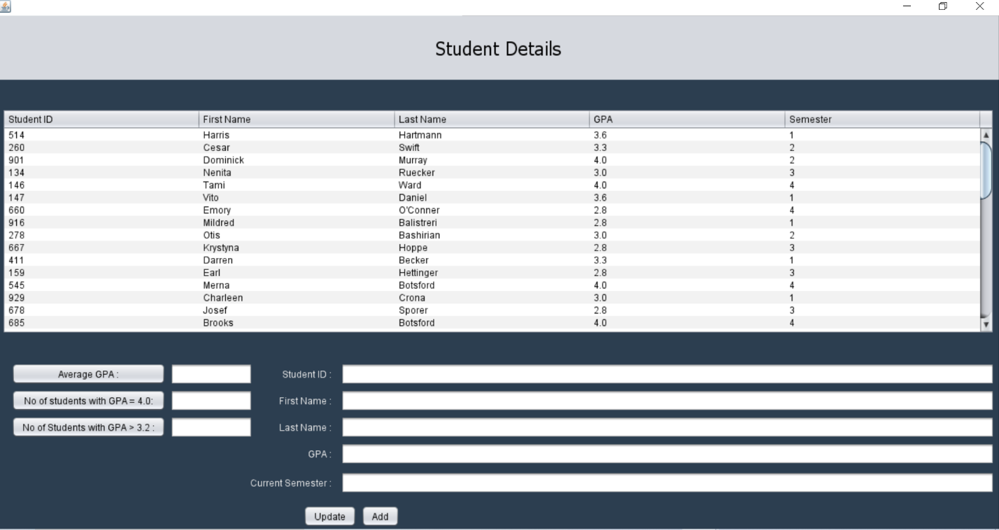 Student Details
Student ID First Name Last Name GPA Semester
514 Harris Hartmann 3.6 1
260 Cesar Swift 3.3 2
901 Dominick Murray 4.0 2
134 Nenita Ruecker 3.0 3
146 Tami Ward 4.0 4
147 Vito Daniel 3.6 1
660 Emory O'Conner 2.8 4
916 Mildred Balistreri 2.8 1
278 Otis Bashirian 3.0 2
667 Krystyna Hoppe 2.8 3
411 Darren Becker 3.3 1
159 Earl Hettinger 2.8 3
545 Merna Botsford 4.0 4
929 Charleen Crona 3.0 1
678 Josef Sporer 2.8 3
685 Brooks Botsford 4.0 4
Average GPA : Student ID :
No of students with GPA = 4.0: First Name :
No of Students with GPA > 3.2 : Last Name :
GPA :
Current Semester :
Update Add